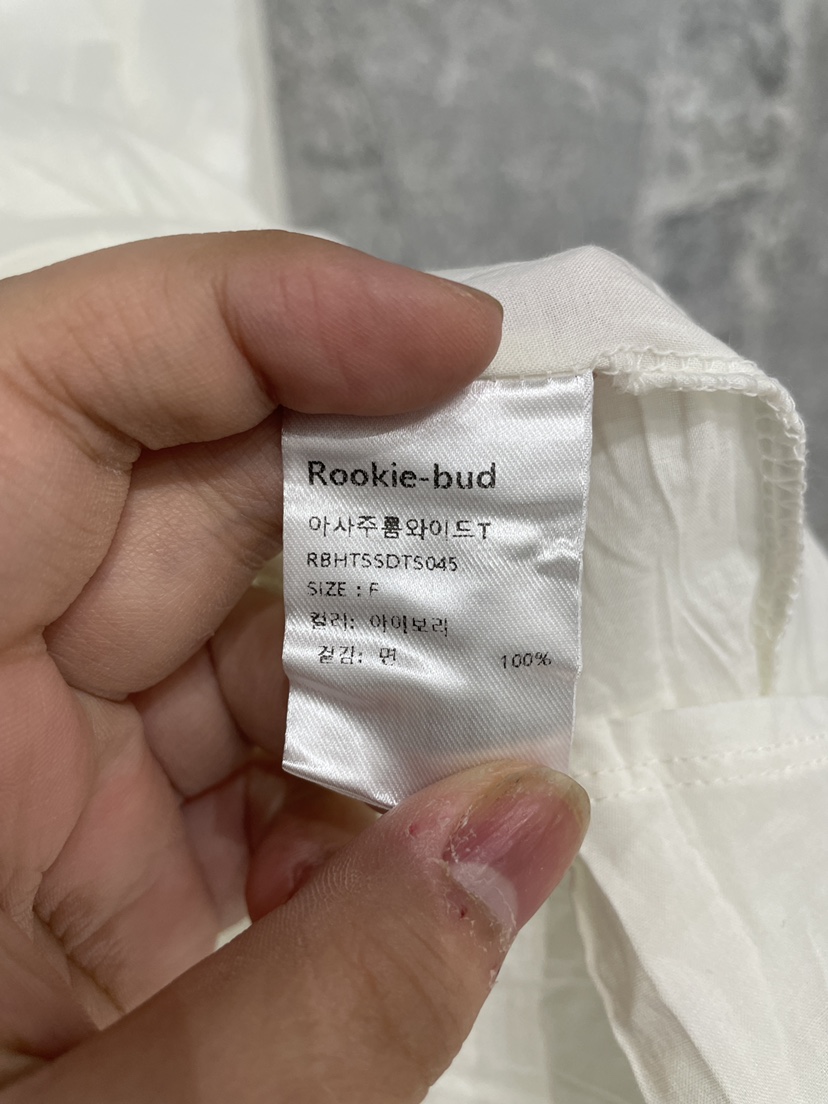 Rookie-bud
아사주름와이드T
RBHTSSDTS045
SIZE : F
컬러: 아이보리
겉감: 면 100%